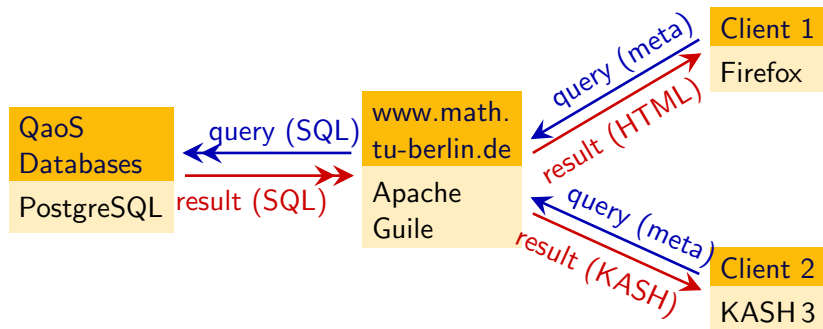 QaoS
Databases
PostgreSQL
query (SQL)
result (SQL)
www.math.
tu-berlin.de
Apache
Guile
query (meta)
result (HTML)
query (meta)
result (KASH)
Client 1
Firefox
Client 2
KASH 3